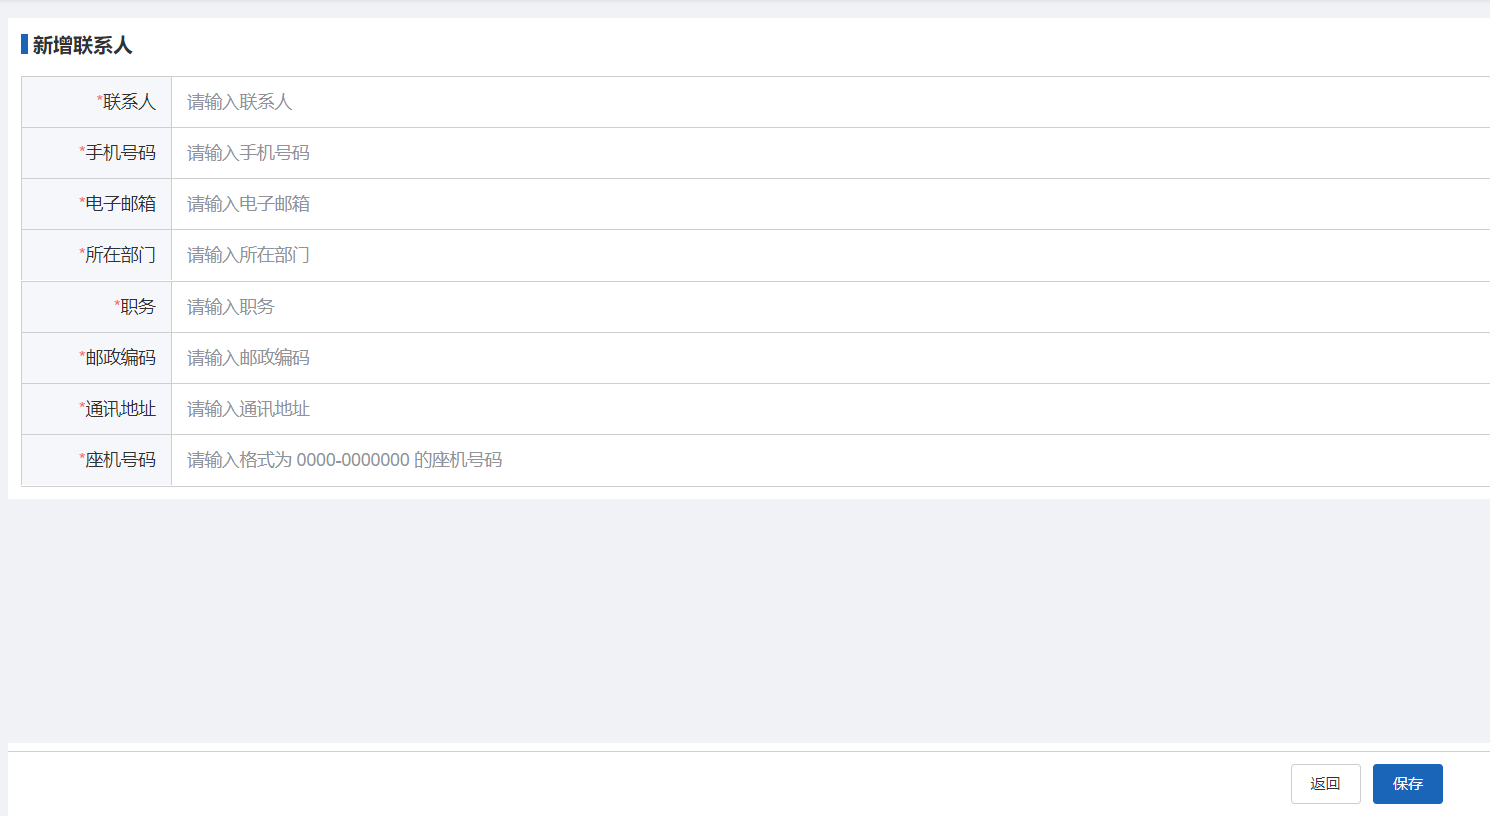 新增联系人
*联系人 请输入联系人
*手机号码 请输入手机号码
*电子邮箱 请输入电子邮箱
*所在部门 请输入所在部门
*职务 请输入职务
*邮政编码 请输入邮政编码
*通讯地址 请输入通讯地址
*座机号码 请输入格式为 0000-0000000 的座机号码
返回 保存